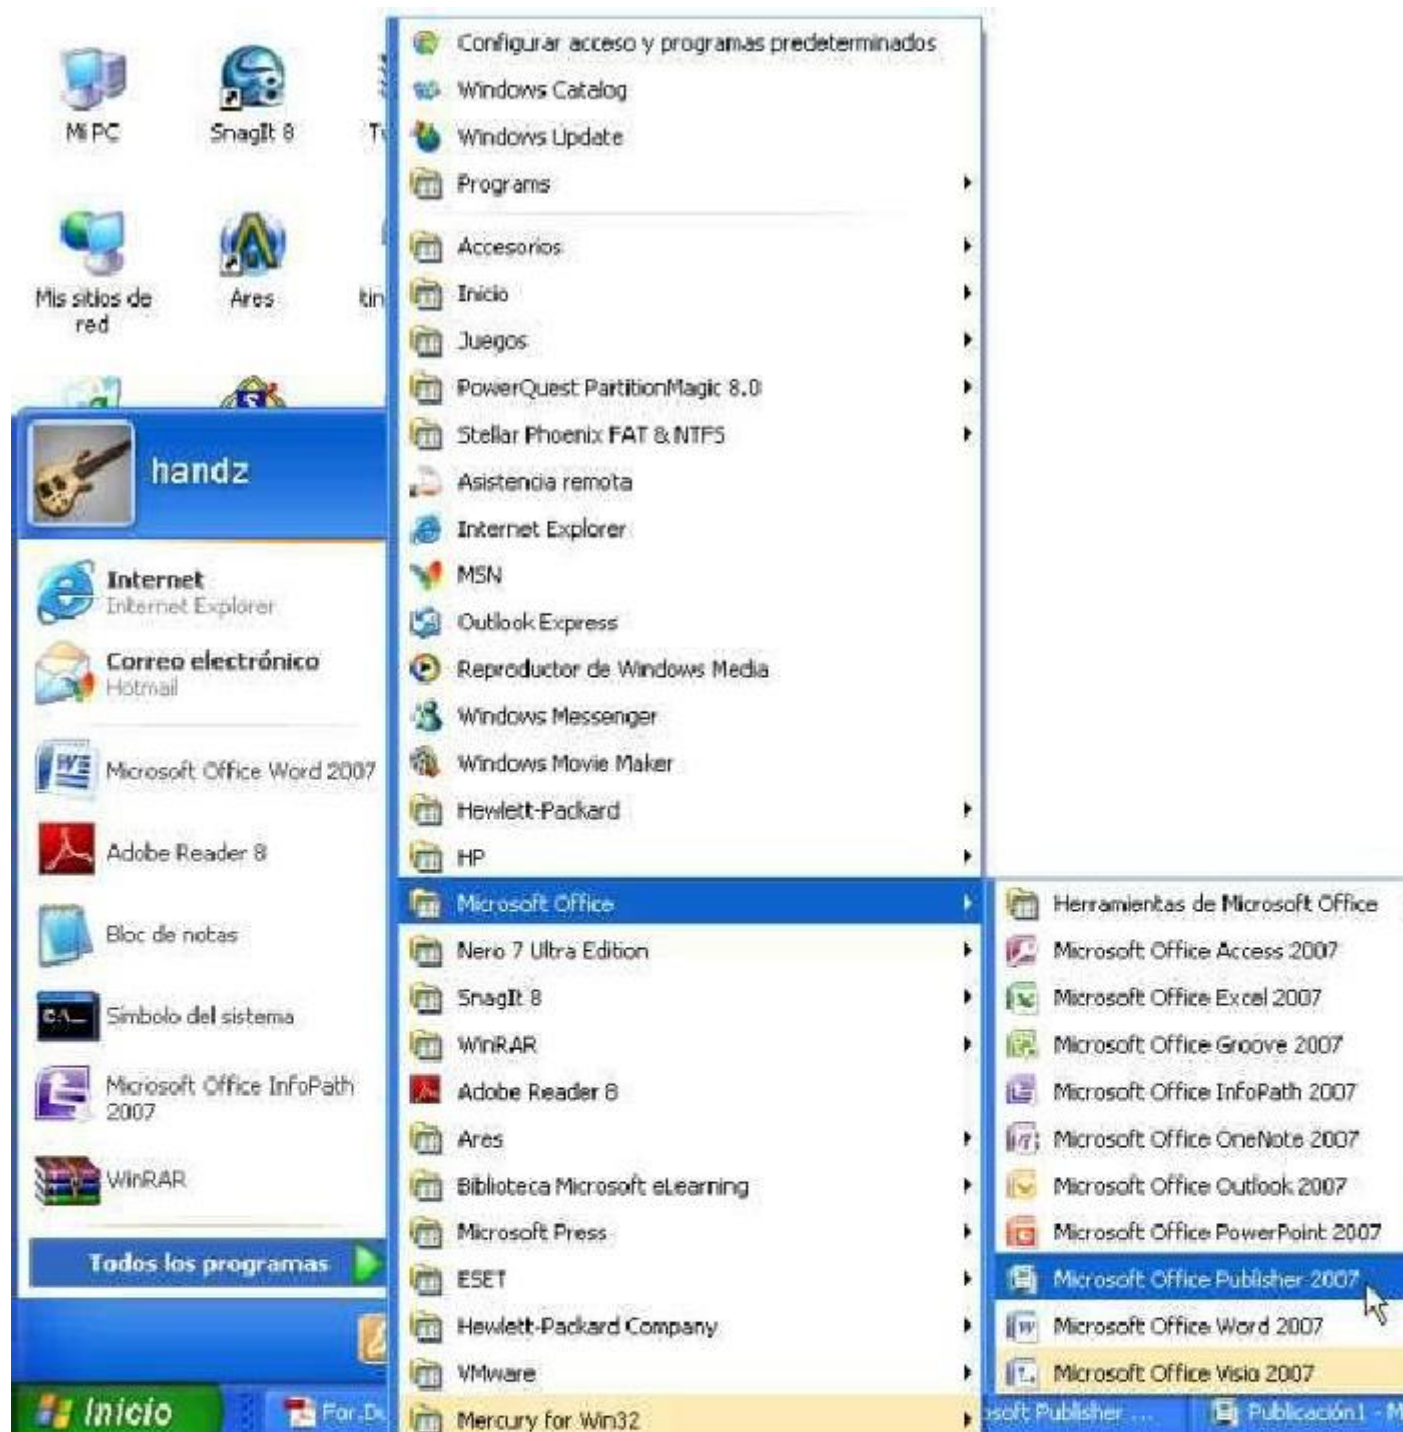 Mi PC
SnagIt 8
Mis sitios de
red
Ares
handz
Internet
Internet Explorer
Correo electrónico
Hotmail
Microsoft Office Word 2007
Adobe Reader 8
Bloc de notas
Símbolo del sistema
Microsoft Office InfoPath
2007
WinRAR
Todos los programas
Inicio
Configurar acceso y programas predeterminados
Windows Catalog
Windows Update
Programs
Accesorios
Inicio
Juegos
PowerQuest PartitionMagic 8.0
Stellar Phoenix FAT & NTFS
Asistencia remota
Internet Explorer
MSN
Outlook Express
Reproductor de Windows Media
Windows Messenger
Windows Movie Maker
Hewlett-Packard
HP
Microsoft Office
Nero 7 Ultra Edition
SnagIt 8
WinRAR
Adobe Reader 8
Ares
Biblioteca Microsoft eLearning
Microsoft Press
ESET
Hewlett-Packard Company
VMware
Mercury for Win32
Herramientas de Microsoft Office
Microsoft Office Access 2007
Microsoft Office Excel 2007
Microsoft Office Groove 2007
Microsoft Office InfoPath 2007
Microsoft Office OneNote 2007
Microsoft Office Outlook 2007
Microsoft Office PowerPoint 2007
Microsoft Office Publisher 2007
Microsoft Office Word 2007
Microsoft Office Visio 2007
Publisher ...
Publicación1 - M